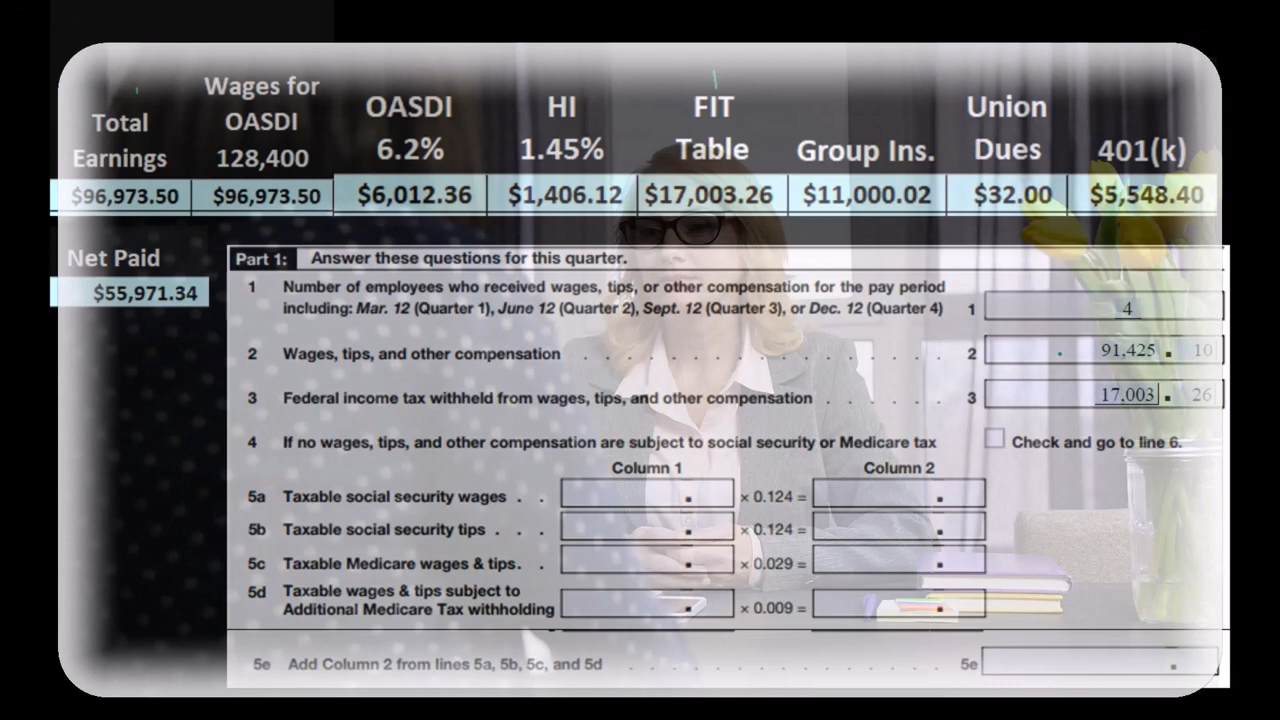 Total Earnings
Wages for OASDI 128,400
OASDI 6.2%
HI 1.45%
FIT Table
Group Ins.
Union Dues
401(k)
$96,973.50 $96,973.50 $6,012.36 $1,406.12 $17,003.26 $11,000.02 $32.00 $5,548.40
Net Paid
$55,971.34
Part 1: Answer these questions for this quarter.
1 Number of employees who received wages, tips, or other compensation for the pay period
including: Mar. 12 (Quarter 1), June 12 (Quarter 2), Sept. 12 (Quarter 3), or Dec. 12 (Quarter 4) 1 4
2 Wages, tips, and other compensation . . . . . . . . . . . . . . 2 91,425 . 10
3 Federal income tax withheld from wages, tips, and other compensation . . . . 3 17,003 . 26
4 If no wages, tips, and other compensation are subject to social security or Medicare tax Check and go to line 6.
Column 1 Column 2
5a Taxable social security wages . . . × 0.124 = .
5b Taxable social security tips . . . . × 0.124 = .
5c Taxable Medicare wages & tips. . . × 0.029 = .
5d Taxable wages & tips subject to
Additional Medicare Tax withholding . × 0.009 = .
5e Add Column 2 from lines 5a, 5b, 5c, and 5d . . . . . . . . . . . . 5e .